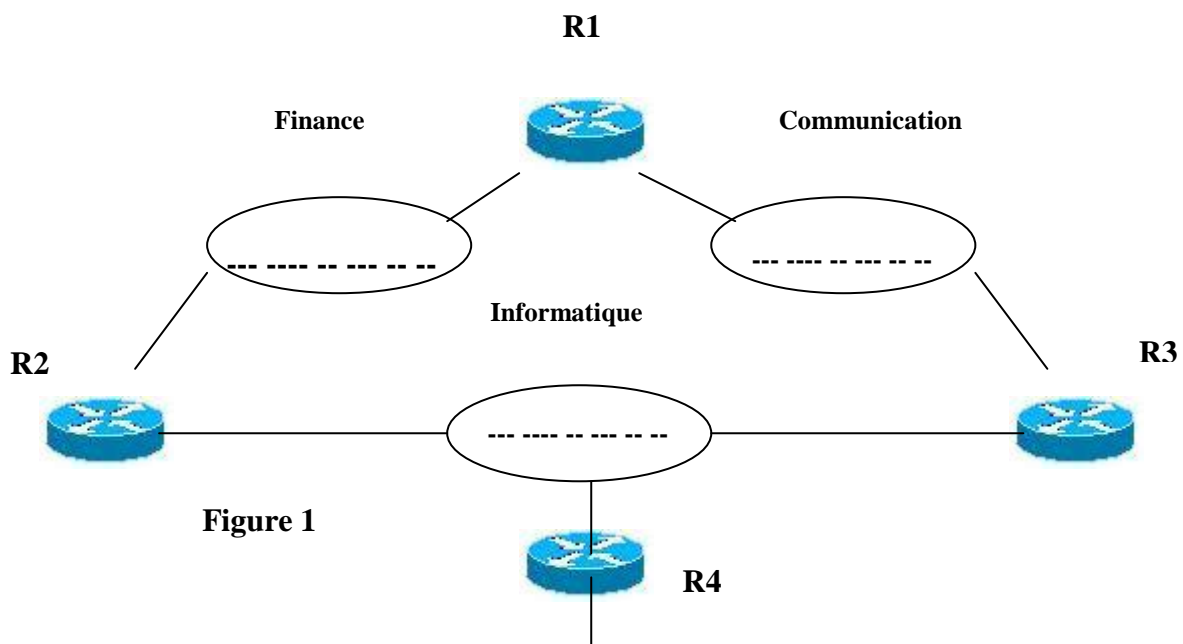 R1
Finance
Communication
--- ---- -- --- -- --
--- ---- -- --- -- --
Informatique
R2
R3
--- ---- -- --- -- --
Figure 1
R4